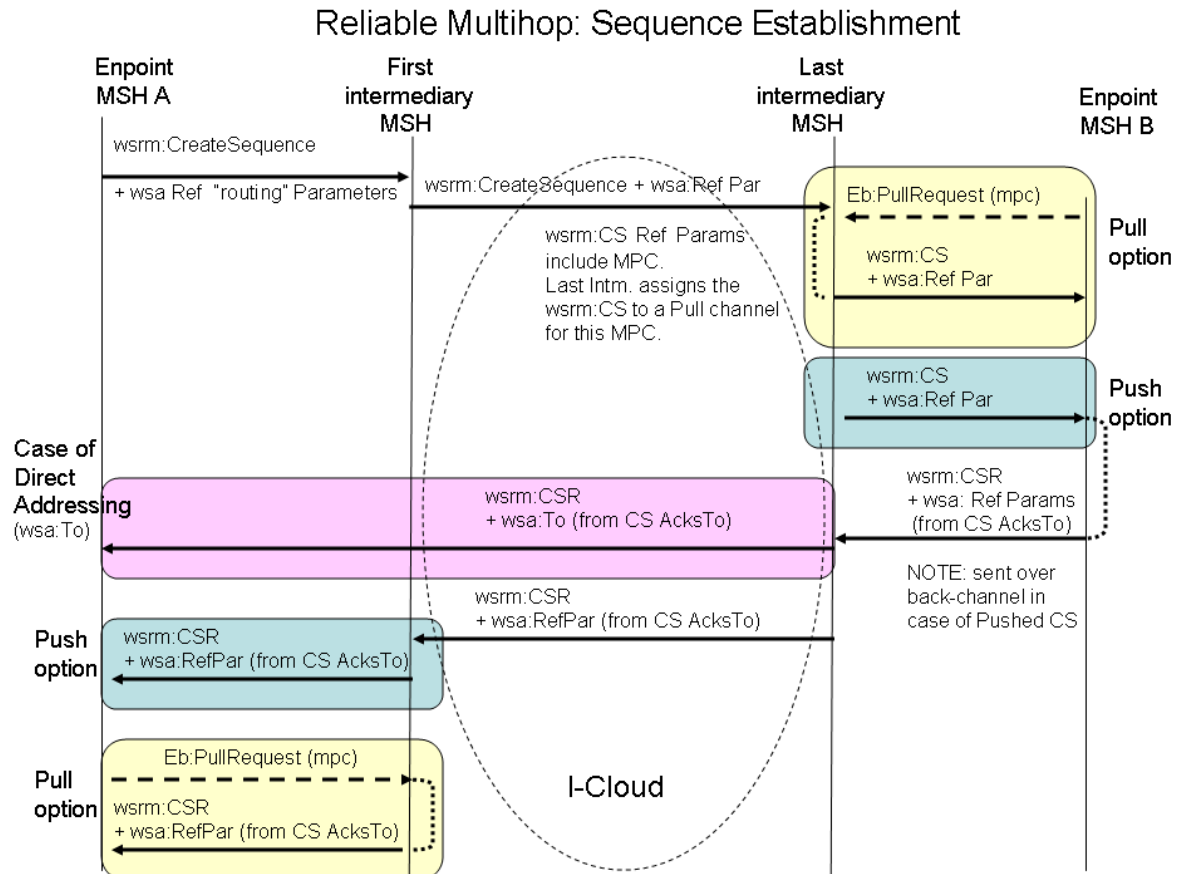 Reliable Multihop: Sequence Establishment
Enpoint
MSH A
First
intermediary
MSH
Last
intermediary
MSH
Enpoint
MSH B
wsrm:CreateSequence
+ wsa Ref "routing" Parameters
wsrm:CreateSequence + wsa:Ref Par
Eb:PullRequest (mpc)
Pull
option
wsrm:CS
+ wsa:Ref Par
wsrm:CS Ref Params
include MPC.
Last Intm. assigns the
wsrm:CS to a Pull channel
for this MPC.
wsrm:CS
+ wsa:Ref Par
Push
option
Case of
Direct
Addressing
(wsa:To)
wsrm:CSR
+ wsa:To (from CS AcksTo)
wsrm:CSR
+ wsa: Ref Params
(from CS AcksTo)
NOTE: sent over
back-channel in
case of Pushed CS
wsrm:CSR
+ wsa:RefPar (from CS AcksTo)
Push
option
wsrm:CSR
+ wsa:RefPar (from CS AcksTo)
Pull
option
Eb:PullRequest (mpc)
wsrm:CSR
+ wsa:RefPar (from CS AcksTo)
I-Cloud